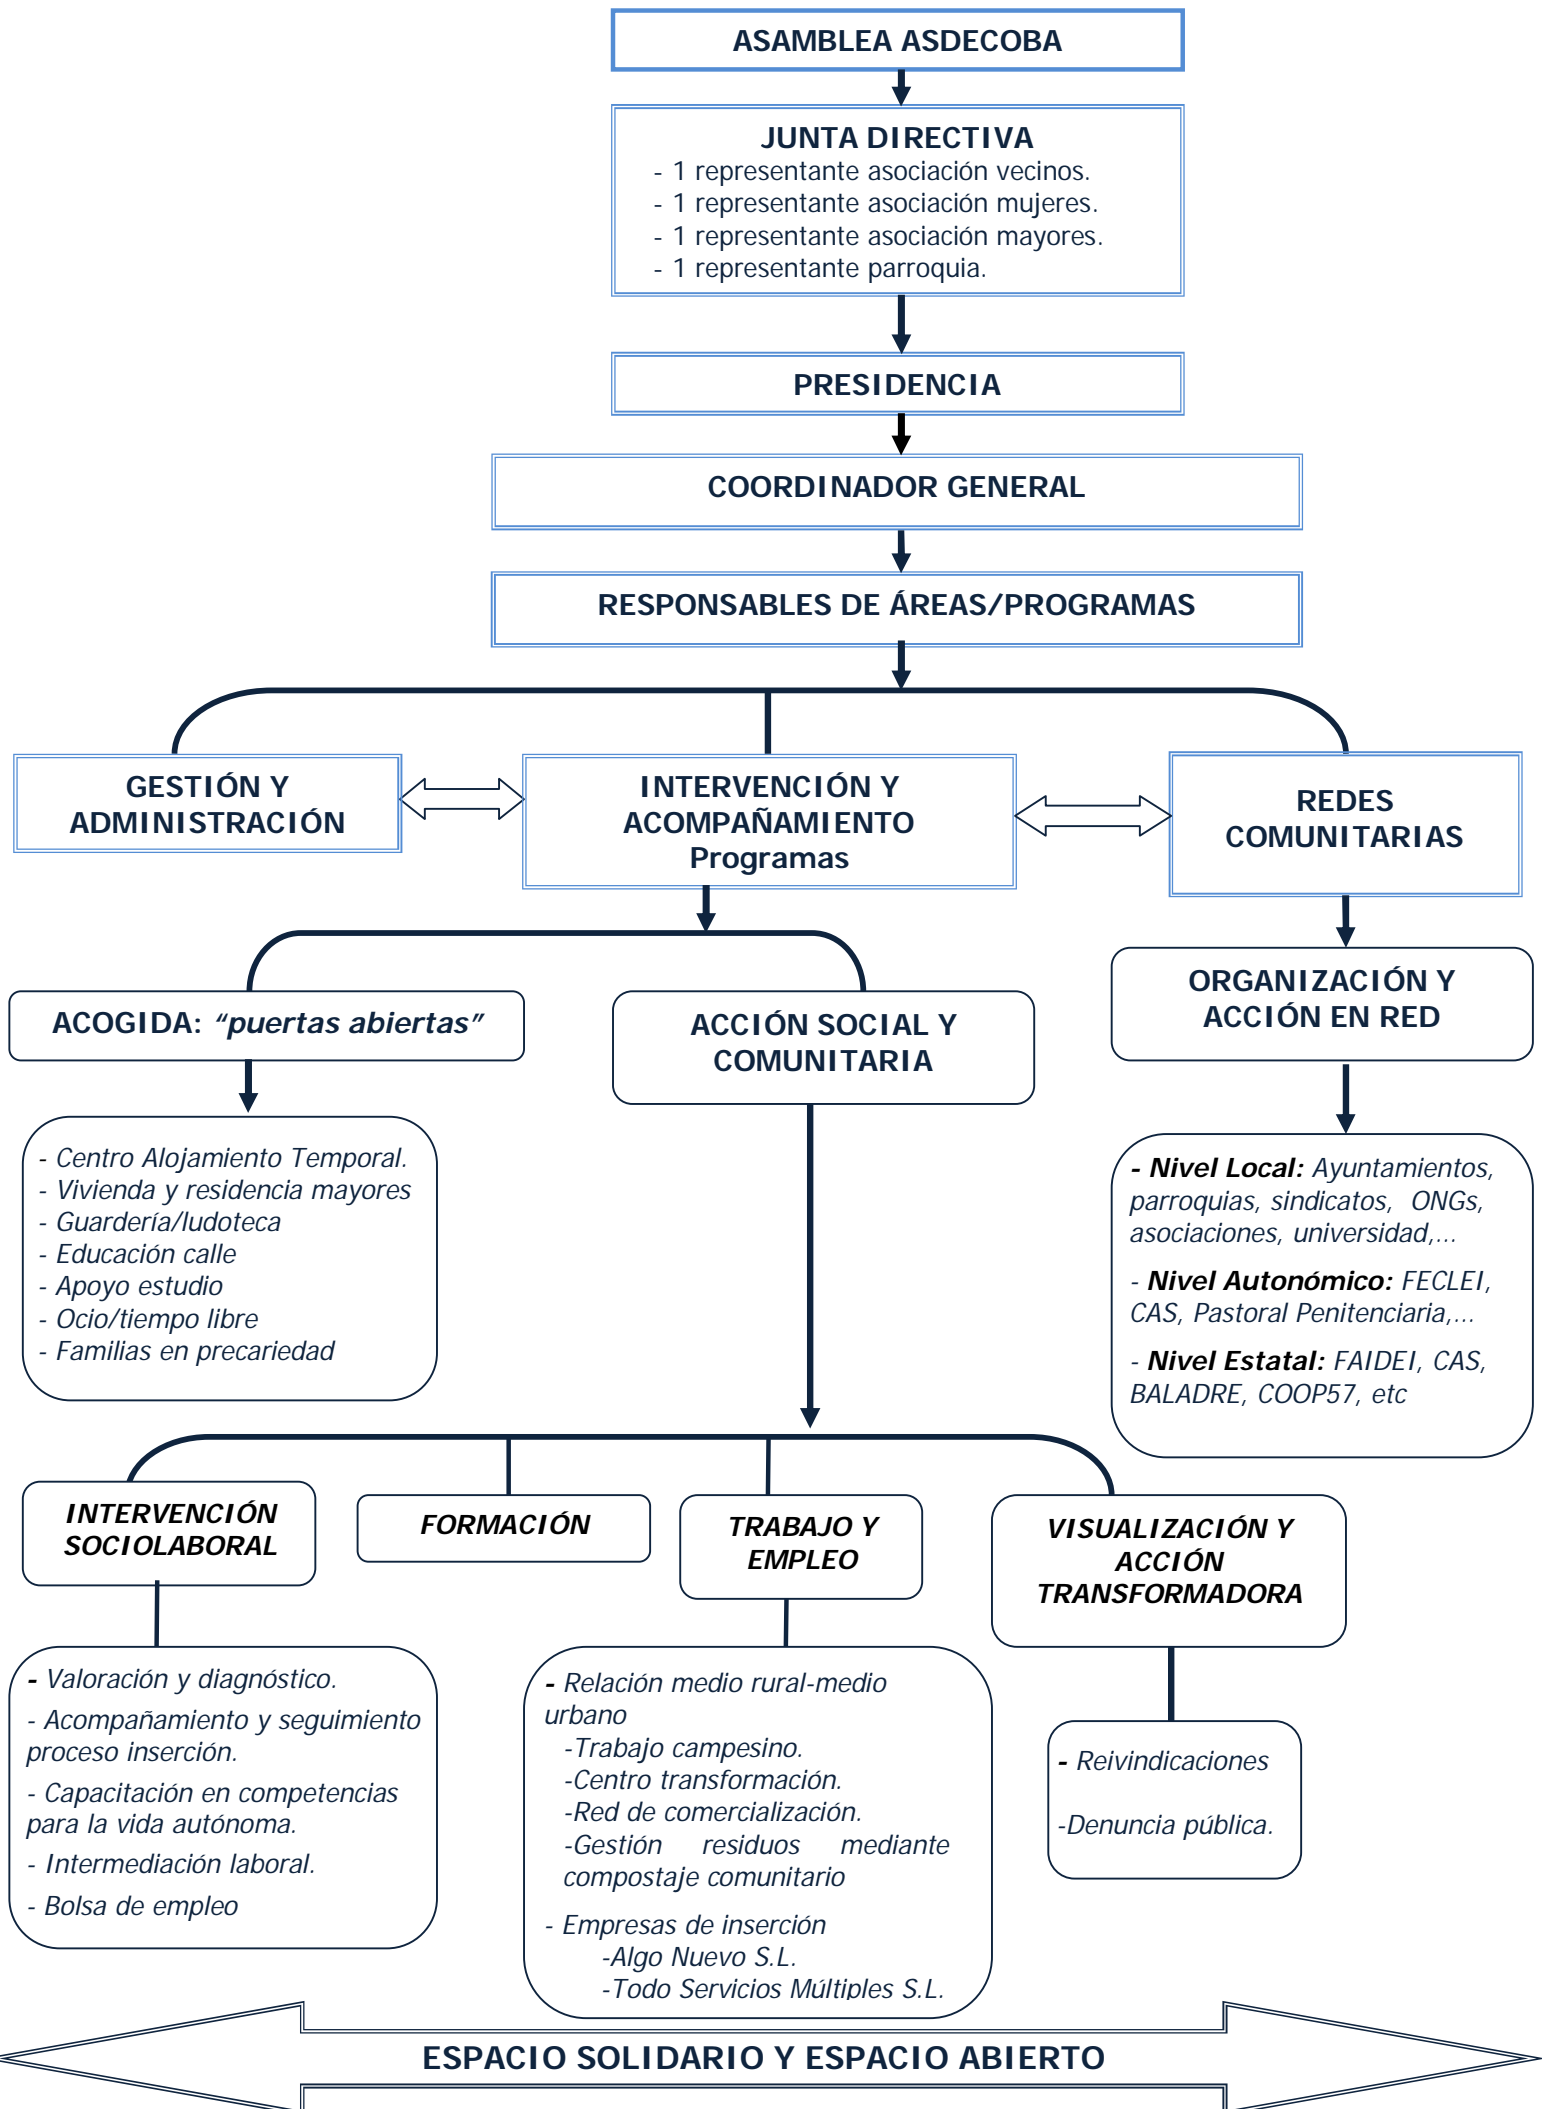 ASAMBLEA ASDECOBA
JUNTA DIRECTIVA
- 1 representante asociación vecinos.
- 1 representante asociación mujeres.
- 1 representante asociación mayores.
- 1 representante parroquia.
PRESIDENCIA
COORDINADOR GENERAL
RESPONSABLES DE ÁREAS/PROGRAMAS
GESTIÓN Y
ADMINISTRACIÓN
INTERVENCIÓN Y
ACOMPAÑAMIENTO
Programas
REDES
COMUNITARIAS
ACOGIDA: “puertas abiertas”
ACCIÓN SOCIAL Y
COMUNITARIA
ORGANIZACIÓN Y
ACCIÓN EN RED
- Centro Alojamiento Temporal.
- Vivienda y residencia mayores
- Guardería/ludoteca
- Educación calle
- Apoyo estudio
- Ocio/tiempo libre
- Familias en precariedad
- Nivel Local: Ayuntamientos,
parroquias, sindicatos, ONGs,
asociaciones, universidad,...
- Nivel Autonómico: FECLEI,
CAS, Pastoral Penitenciaria,...
- Nivel Estatal: FAIDEI, CAS,
BALADRE, COOP57, etc
INTERVENCIÓN
SOCIOLABORAL
FORMACIÓN
TRABAJO Y
EMPLEO
VISUALIZACIÓN Y
ACCIÓN
TRANSFORMADORA
- Valoración y diagnóstico.
- Acompañamiento y seguimiento
proceso inserción.
- Capacitación en competencias
para la vida autónoma.
- Intermediación laboral.
- Bolsa de empleo
- Relación medio rural-medio
urbano
-Trabajo campesino.
-Centro transformación.
-Red de comercialización.
-Gestión residuos mediante
compostaje comunitario
- Empresas de inserción
-Algo Nuevo S.L.
-Todo Servicios Múltiples S.L.
- Reivindicaciones
-Denuncia pública.
ESPACIO SOLIDARIO Y ESPACIO ABIERTO